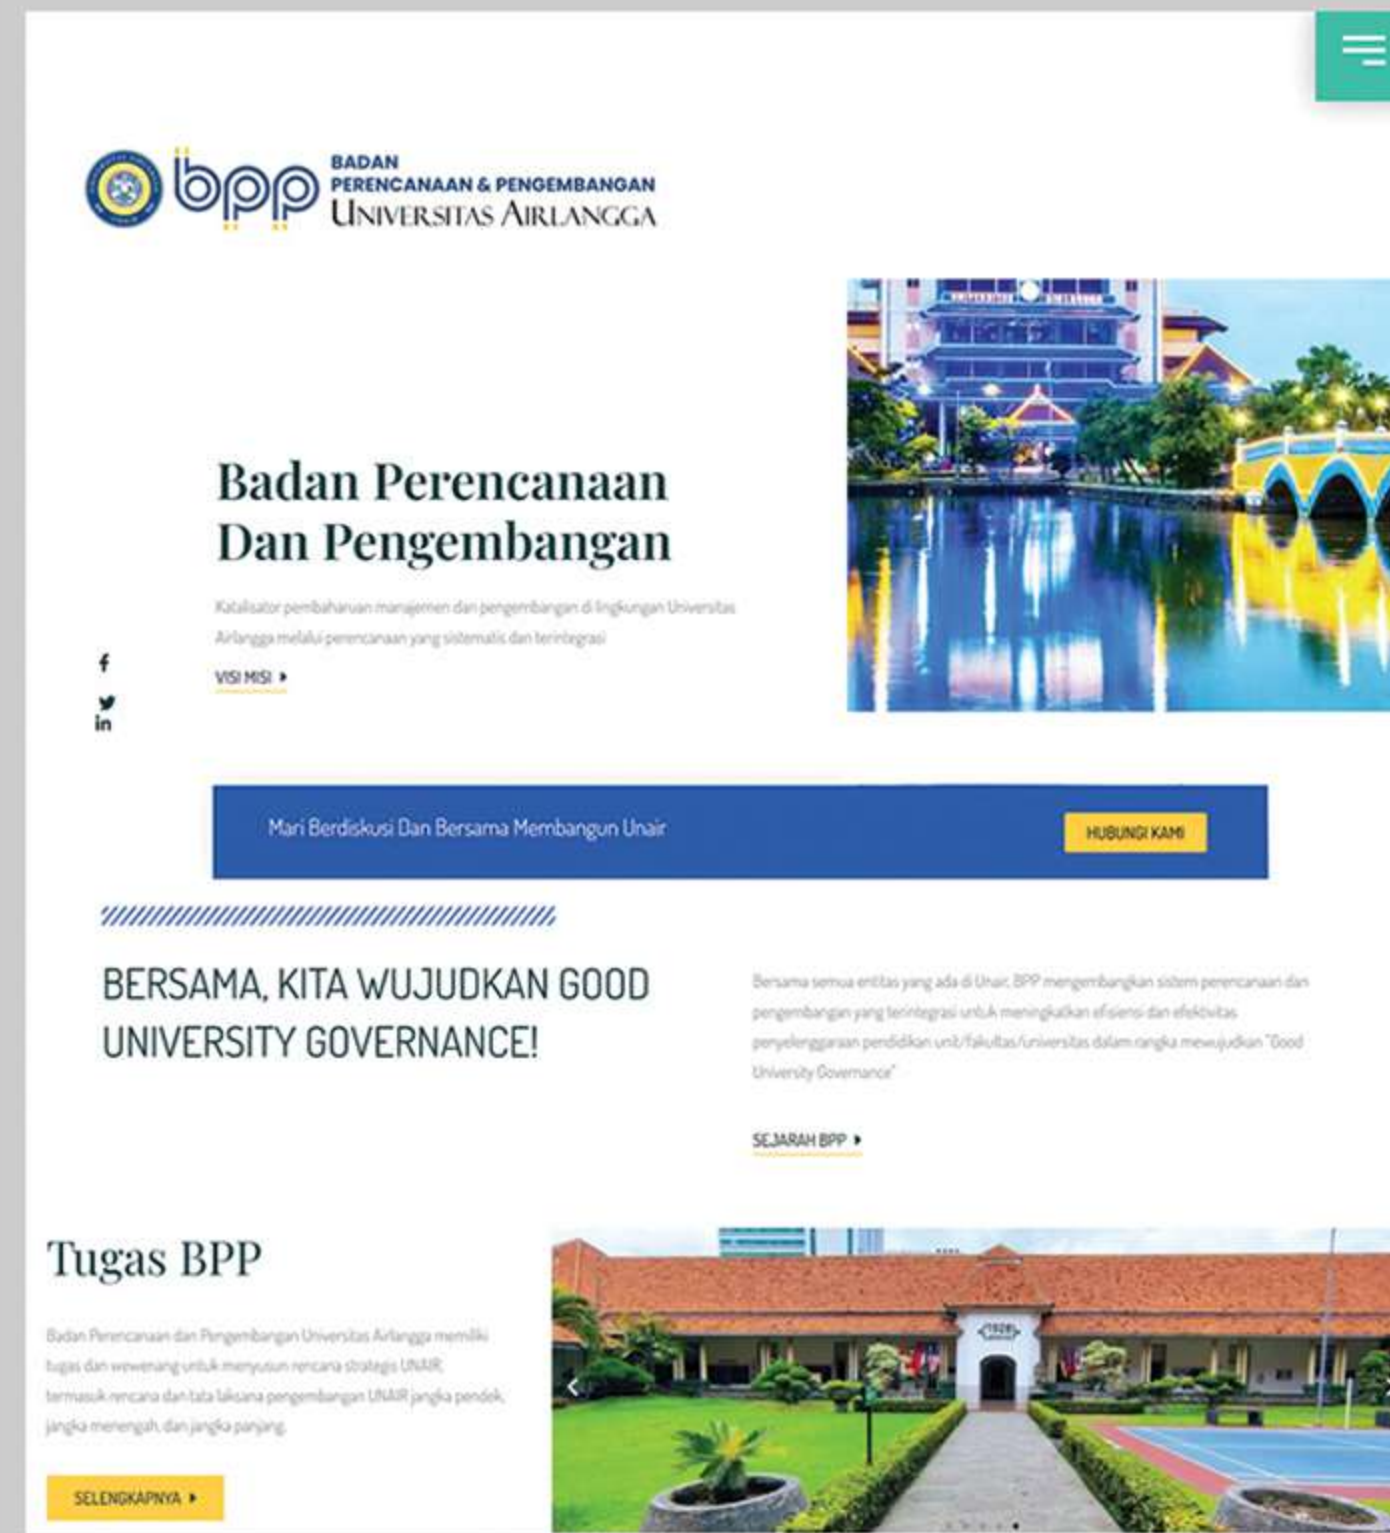 bpp
BADAN
PERENCANAAN & PENGEMBANGAN
UNIVERSITAS AIRLANGGA
Badan Perencanaan
Dan Pengembangan
Katalisator pembaharuan manajemen dan pengembangan di lingkungan Universitas
Airlangga melalui perencanaan yang sistematis dan terintegrasi
VISI MISI
Mari Berdiskusi Dan Bersama Membangun Unair
HUBUNGI KAMI
BERSAMA, KITA WUJUDKAN GOOD
UNIVERSITY GOVERNANCE!
Bersama semua entitas yang ada di Unair, BPP mengembangkan sistem perencanaan dan
pengembangan yang terintegrasi untuk meningkatkan efisiensi dan efektivitas
penyelenggaraan pendidikan unit/fakultas/universitas dalam rangka mewujudkan "Good
University Governance"
SEJARAH BPP
Tugas BPP
Badan Perencanaan dan Pengembangan Universitas Airlangga memiliki
tugas dan wewenang untuk menyusun rencana strategis UNAIR,
termasuk rencana dan tata laksana pengembangan UNAIR jangka pendek,
jangka menengah, dan jangka panjang.
SELENGKAPNYA
1928